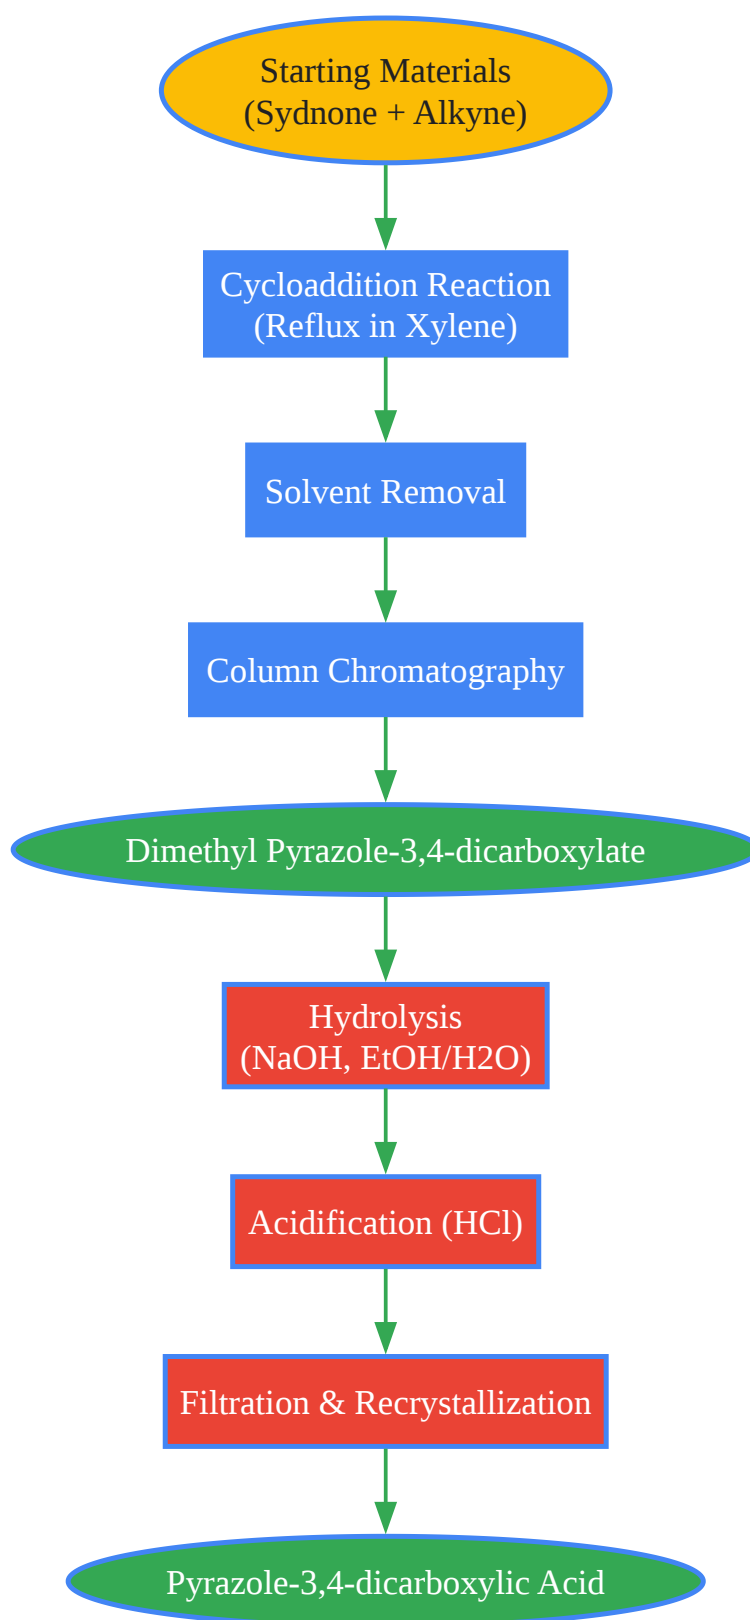 Starting Materials
(Sydnone + Alkyne)
Cycloaddition Reaction
(Reflux in Xylene)
Solvent Removal
Column Chromatography
Dimethyl Pyrazole-3,4-dicarboxylate
Hydrolysis
(NaOH, EtOH/H2O)
Acidification (HCl)
Filtration & Recrystallization
Pyrazole-3,4-dicarboxylic Acid